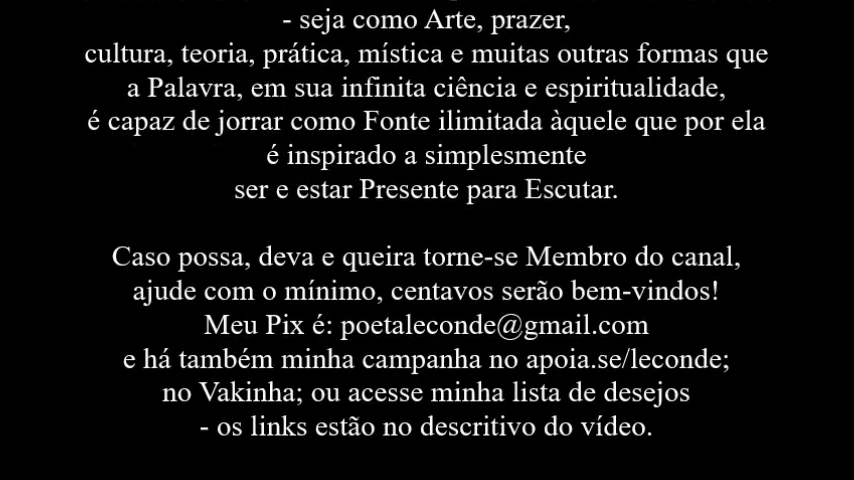 - seja como Arte, prazer,
cultura, teoria, prática, mística e muitas outras formas que
a Palavra, em sua infinita ciência e espiritualidade,
é capaz de jorrar como Fonte ilimitada àquele que por ela
é inspirado a simplesmente
ser e estar Presente para Escutar.
Caso possa, deva e queira torne-se Membro do canal,
ajude com o mínimo, centavos serão bem-vindos!
Meu Pix é: poetaleconde@gmail.com
e há também minha campanha no apoia.se/leconde;
no Vakinha; ou acesse minha lista de desejos
- os links estão no descritivo do vídeo.